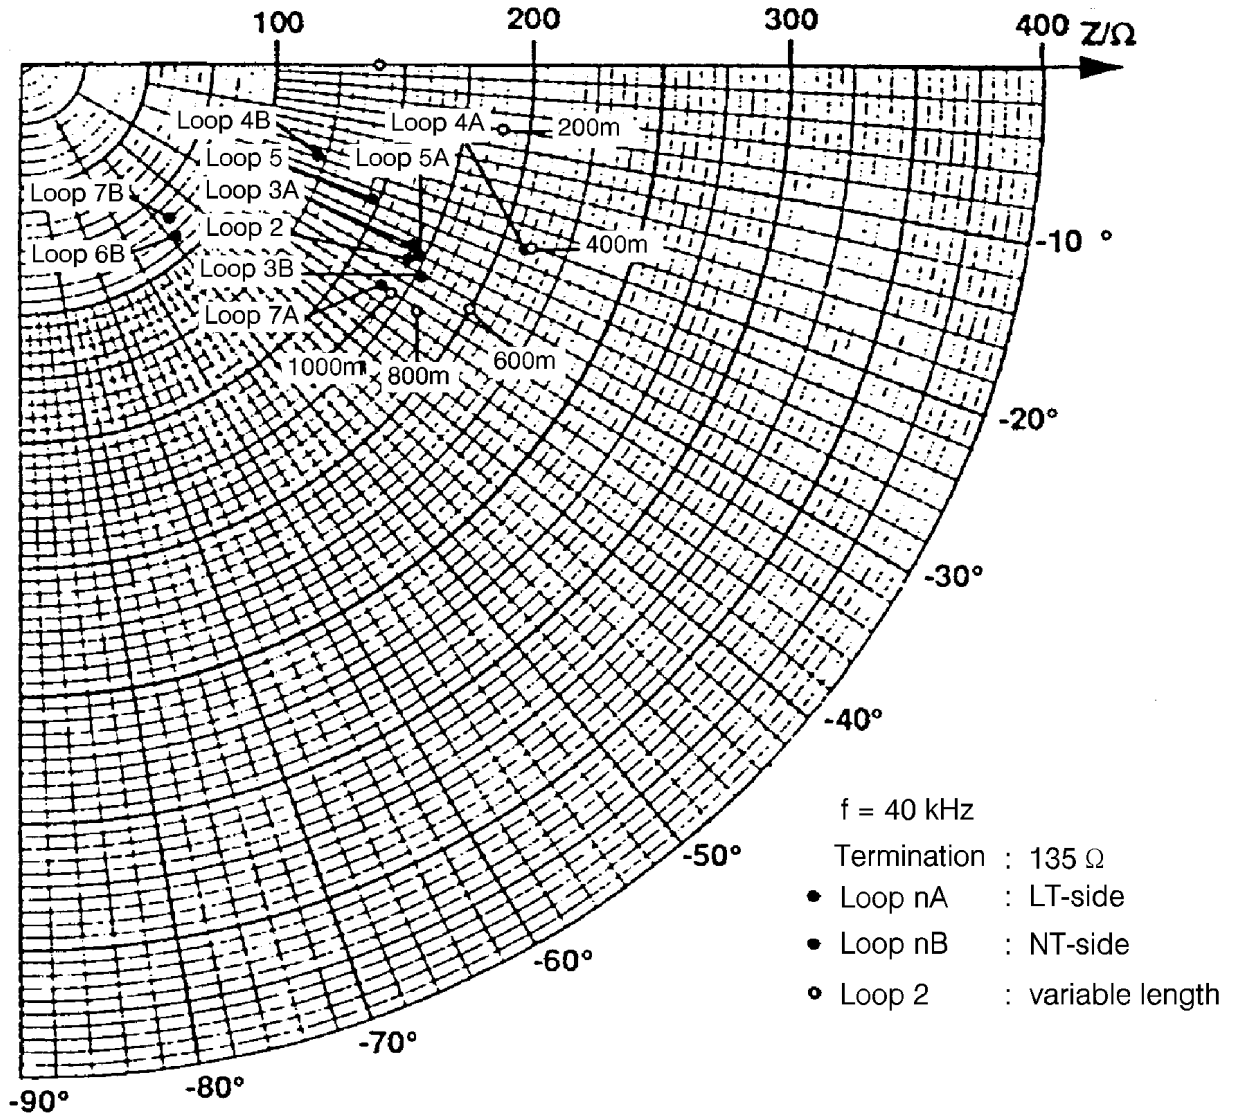 100
200
300
400
Z/Ω
Loop 4B
Loop 4A
200m
Loop 5
Loop 5A
Loop 3A
Loop 7B
Loop 2
400m
-10 °
Loop 6B
Loop 3B
Loop 7A
1000m
800m
600m
-20°
-30°
-40°
-50°
-60°
-70°
-80°
-90°
f = 40 kHz
Termination : 135 Ω
Loop nA : LT-side
Loop nB : NT-side
Loop 2 : variable length